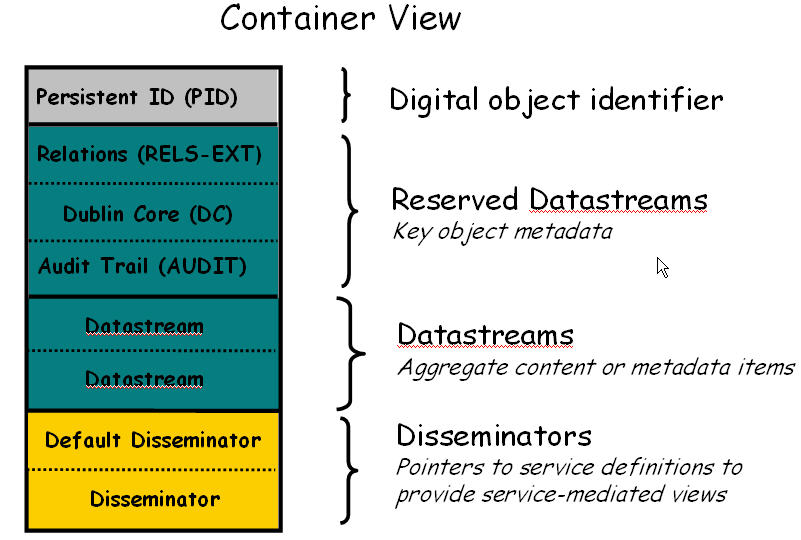 Container View
Persistent ID (PID)
Digital object identifier
Relations (RELS-EXT)
Dublin Core (DC)
Audit Trail (AUDIT)
Reserved Datastreams
Key object metadata
Datastream
Datastream
Datastreams
Aggregate content or metadata items
Default Disseminator
Disseminator
Disseminators
Pointers to service definitions to
provide service-mediated views